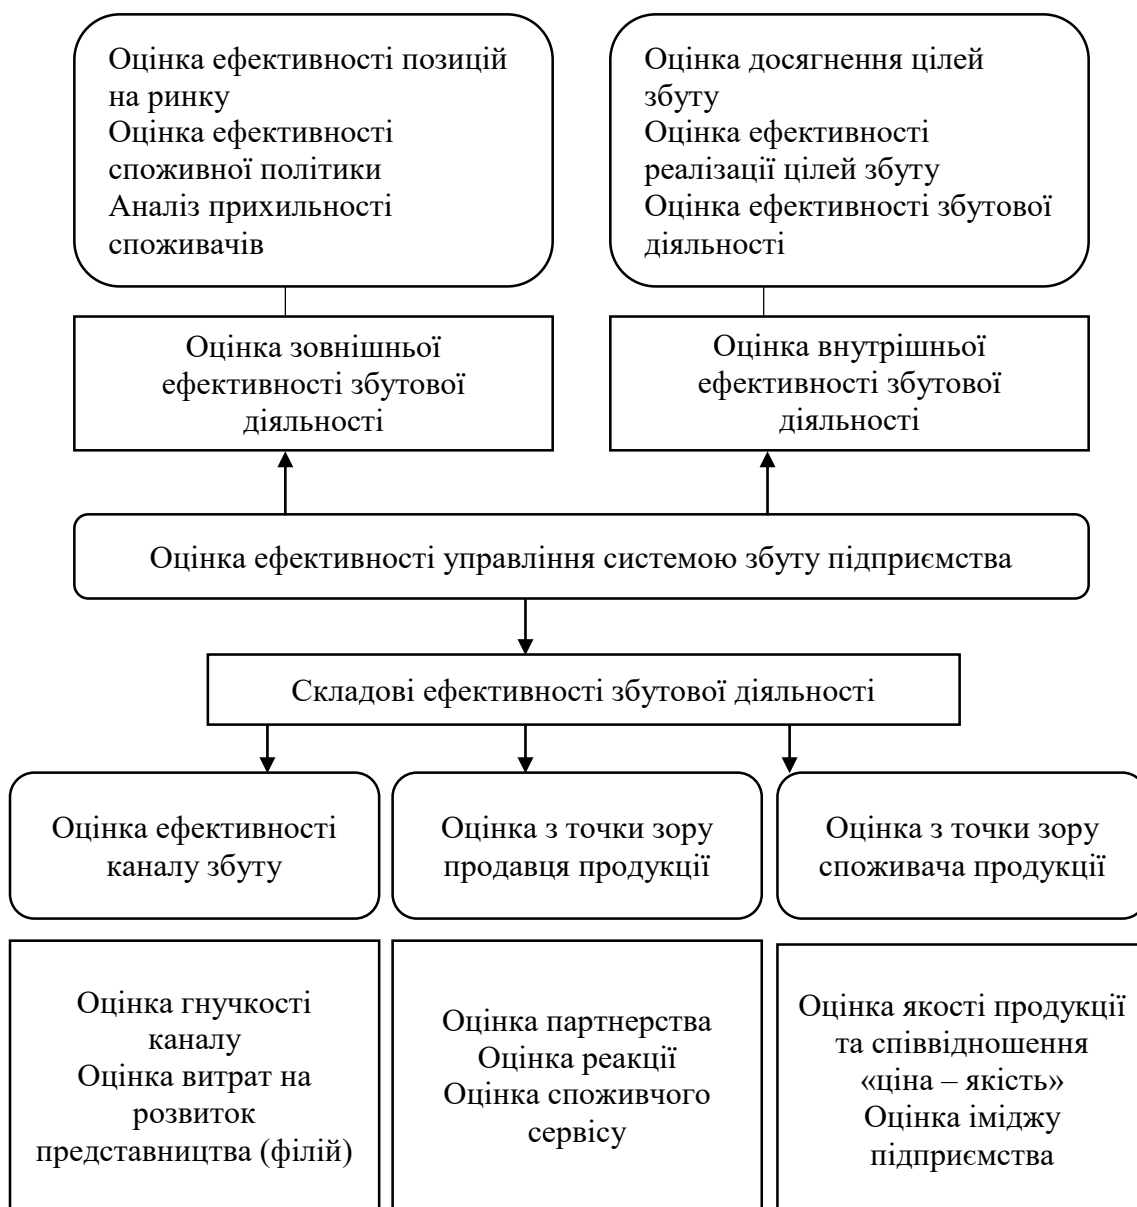 Оцінка ефективності позицій
на ринку
Оцінка ефективності
споживної політики
Аналіз прихильності
споживачів
Оцінка досягнення цілей
збуту
Оцінка ефективності
реалізації цілей збуту
Оцінка ефективності збутової
діяльності
Оцінка зовнішньої
ефективності збутової
діяльності
Оцінка внутрішньої
ефективності збутової
діяльності
Оцінка ефективності управління системою збуту підприємства
Складові ефективності збутової діяльності
Оцінка ефективності
каналу збуту
Оцінка з точки зору
продавця продукції
Оцінка з точки зору
споживача продукції
Оцінка гнучкості
каналу
Оцінка витрат на
розвиток
представництва (філій)
Оцінка партнерства
Оцінка реакції
Оцінка споживчого
сервісу
Оцінка якості продукції
та співвідношення
«ціна – якість»
Оцінка іміджу
підприємства